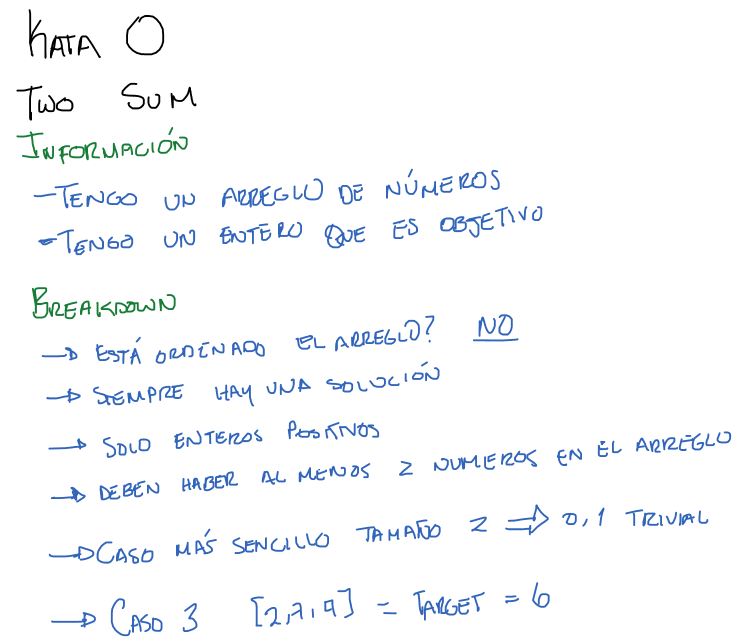 KATA 0
TWO SUM
INFORMACIÓN
-TENGO UN ARREGLO DE NÚMEROS
-TENGO UN ENTERO QUE ES OBJETIVO
BREAKDOWN
→ ESTÁ ORDENADO EL ARREGLO? NO
→ SIEMPRE HAY UNA SOLUCIÓN
→ SOLO ENTEROS POSITIVOS
→ DEBEN HABER AL MENOS 2 NUMEROS EN EL ARREGLO
→ CASO MÁS SENCILLO TAMAÑO 2 ⇒ 0,1 TRIVIAL
→ CASO 3 [2,7,9] = TARGET = 6